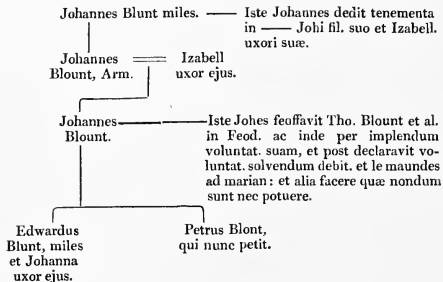 Johannes Blunt miles. — Iste Johannes dedit tenementa
in — Johi fil. suo et Izabell.
uxori suæ.
Johannes
Blount, Arm.
Izabell
uxor ejus.
Johannes
Blount.
—Iste Johes feoffavit Tho. Blount et al.
in Feod. ac inde per implendum
voluntat. suam, et post declaravit vo-
luntat. solvendum debit. et le maundes
ad marian: et alia facere quæ nondum
sunt nec potuere.
Edwardus
Blunt, miles
et Johanna
uxor ejus.
Petrus Blont,
qui nunc petit.